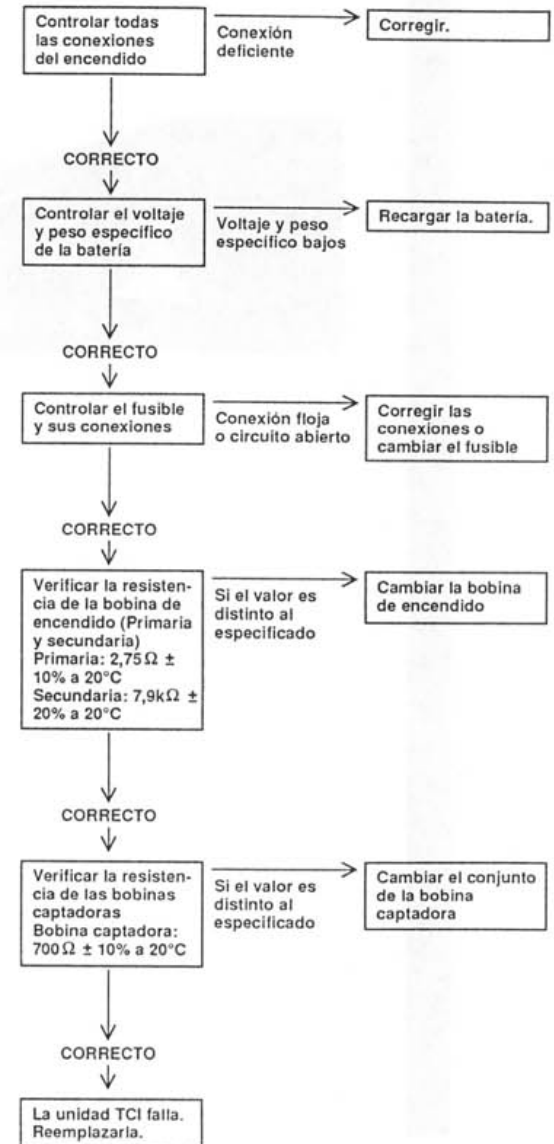 Controlar todas
las conexiones
del encendido
Conexión
deficiente
Corregir.
CORRECTO
Controlar el voltaje
y peso específico
de la batería
Voltaje y peso
específico bajos
Recargar la batería.
CORRECTO
Controlar el fusible
y sus conexiones
Conexión floja
o circuito abierto
Corregir las
conexiones o
cambiar el fusible
CORRECTO
Verificar la resisten-
cia de la bobina de
encendido (Primaria
y secundaria)
Primaria: 2,75Ω ±
10% a 20°C
Secundaria: 7,9kΩ ±
20% a 20°C
Si el valor es
distinto al
especificado
Cambiar la bobina
de encendido
CORRECTO
Verificar la resisten-
cia de las bobinas
captadoras
Bobina captadora:
700Ω ± 10% a 20°C
Si el valor es
distinto al
especificado
Cambiar el conjunto
de la bobina
captadora
CORRECTO
La unidad TCI falla.
Reemplazarla.